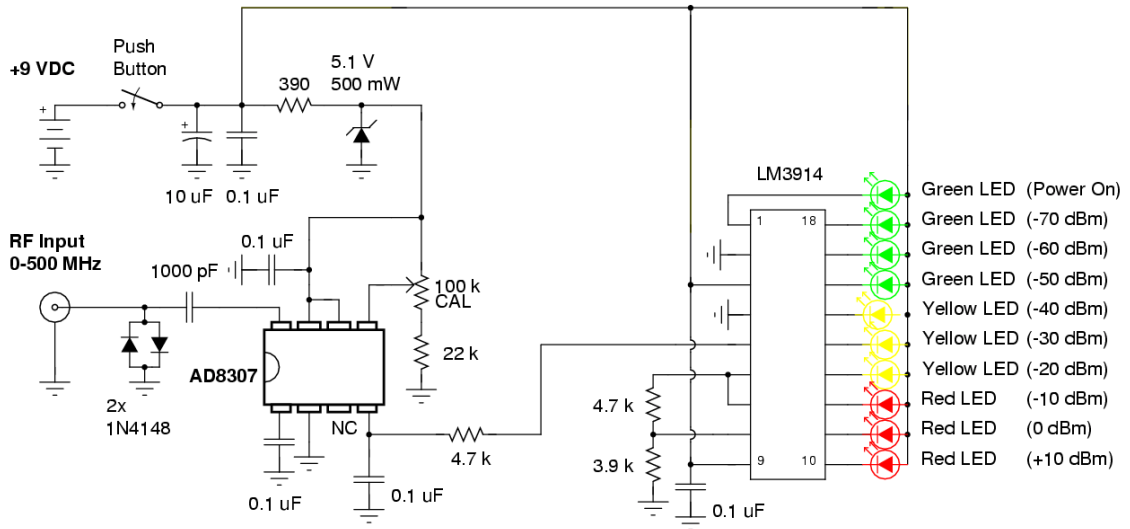 +9 VDC
Push
Button
+
+
390
5.1 V
500 mW
10 uF
0.1 uF
RF Input
0-500 MHz
1000 pF
0.1 uF
100 k
CAL
22 k
AD8307
2x
1N4148
NC
4.7 k
0.1 uF
0.1 uF
4.7 k
3.9 k
0.1 uF
LM3914
1
18
9
10
Green LED (Power On)
Green LED (-70 dBm)
Green LED (-60 dBm)
Green LED (-50 dBm)
Yellow LED (-40 dBm)
Yellow LED (-30 dBm)
Yellow LED (-20 dBm)
Red LED (-10 dBm)
Red LED (0 dBm)
Red LED (+10 dBm)